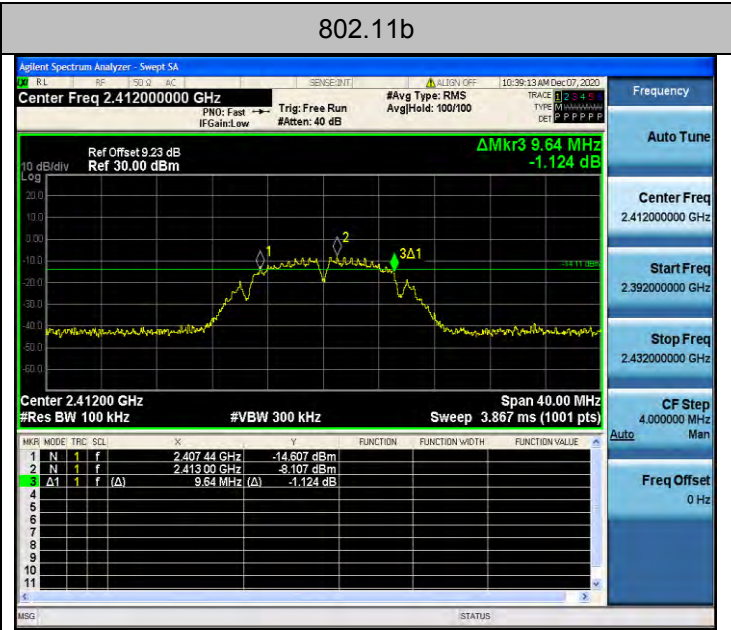 802.11b
Agilent Spectrum Analyzer - Swept SA
RL RF 50 Ω AC SENSE:INT ALIGN OFF 10:39:13 AM Dec 07, 2020
Center Freq 2.412000000 GHz #Avg Type: RMS TRACE 1 2 3 4 5 6
PNO: Fast Trig: Free Run Avg|Hold: 100/100 TYPE M
IFGain:Low #Atten: 40 dB DET P P P P P P
Frequency
Auto Tune
ΔMkr3 9.64 MHz
-1.124 dB
Ref Offset 9.23 dB
10 dB/div Ref 30.00 dBm
Log
20.0
10.0
0.00
-10.0
-20.0
-30.0
-40.0
-50.0
-60.0
1
2
3Δ1
-14.11 dBm
Center 2.41200 GHz Span 40.00 MHz
#Res BW 100 kHz #VBW 300 kHz Sweep 3.867 ms (1001 pts)
Center Freq
2.412000000 GHz
Start Freq
2.392000000 GHz
Stop Freq
2.432000000 GHz
CF Step
4.000000 MHz
Auto Man
Freq Offset
0 Hz
MKR MODE TRC SCL X Y FUNCTION FUNCTION WIDTH FUNCTION VALUE
1 N 1 f 2.407 44 GHz -14.607 dBm
2 N 1 f 2.413 00 GHz -8.107 dBm
3 Δ1 1 f (Δ) 9.64 MHz (Δ) -1.124 dB
4
5
6
7
8
9
10
11
MSG STATUS